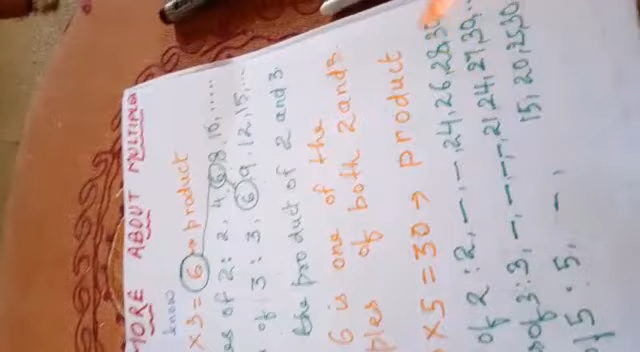 MORE ABOUT MULTIPLE
know
× 3 = 6 → product
es of 2 : 2, 4, 6, 8, 10, .....
of 3 : 3, 6, 9, 12, 15, ...
the product of 2 and 3.
6 is one of the
ples of both 2 and 3.
× 5 = 30 → product
of 2 : 2, -, -, 24, 26, 28, 30
of 3 : 3, -, -, -, 21, 24, 27, 30, ..
of 5 : 5, -, 15, 20, 25, 30